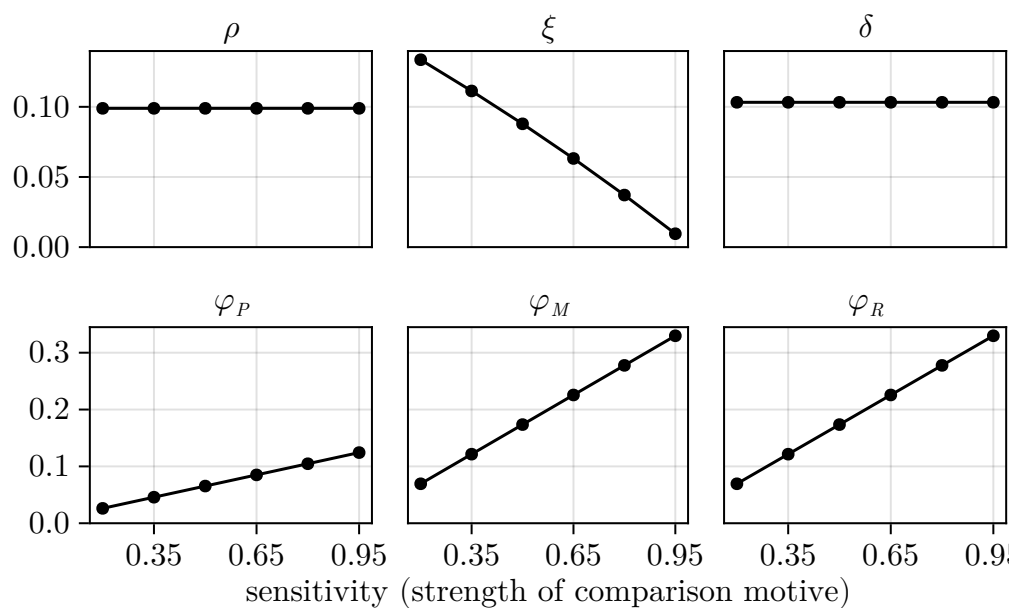 ρ ξ δ
0.10
0.05
0.00
φ_P φ_M φ_R
0.3
0.2
0.1
0.0
0.35 0.65 0.95 0.35 0.65 0.95 0.35 0.65 0.95
sensitivity (strength of comparison motive)